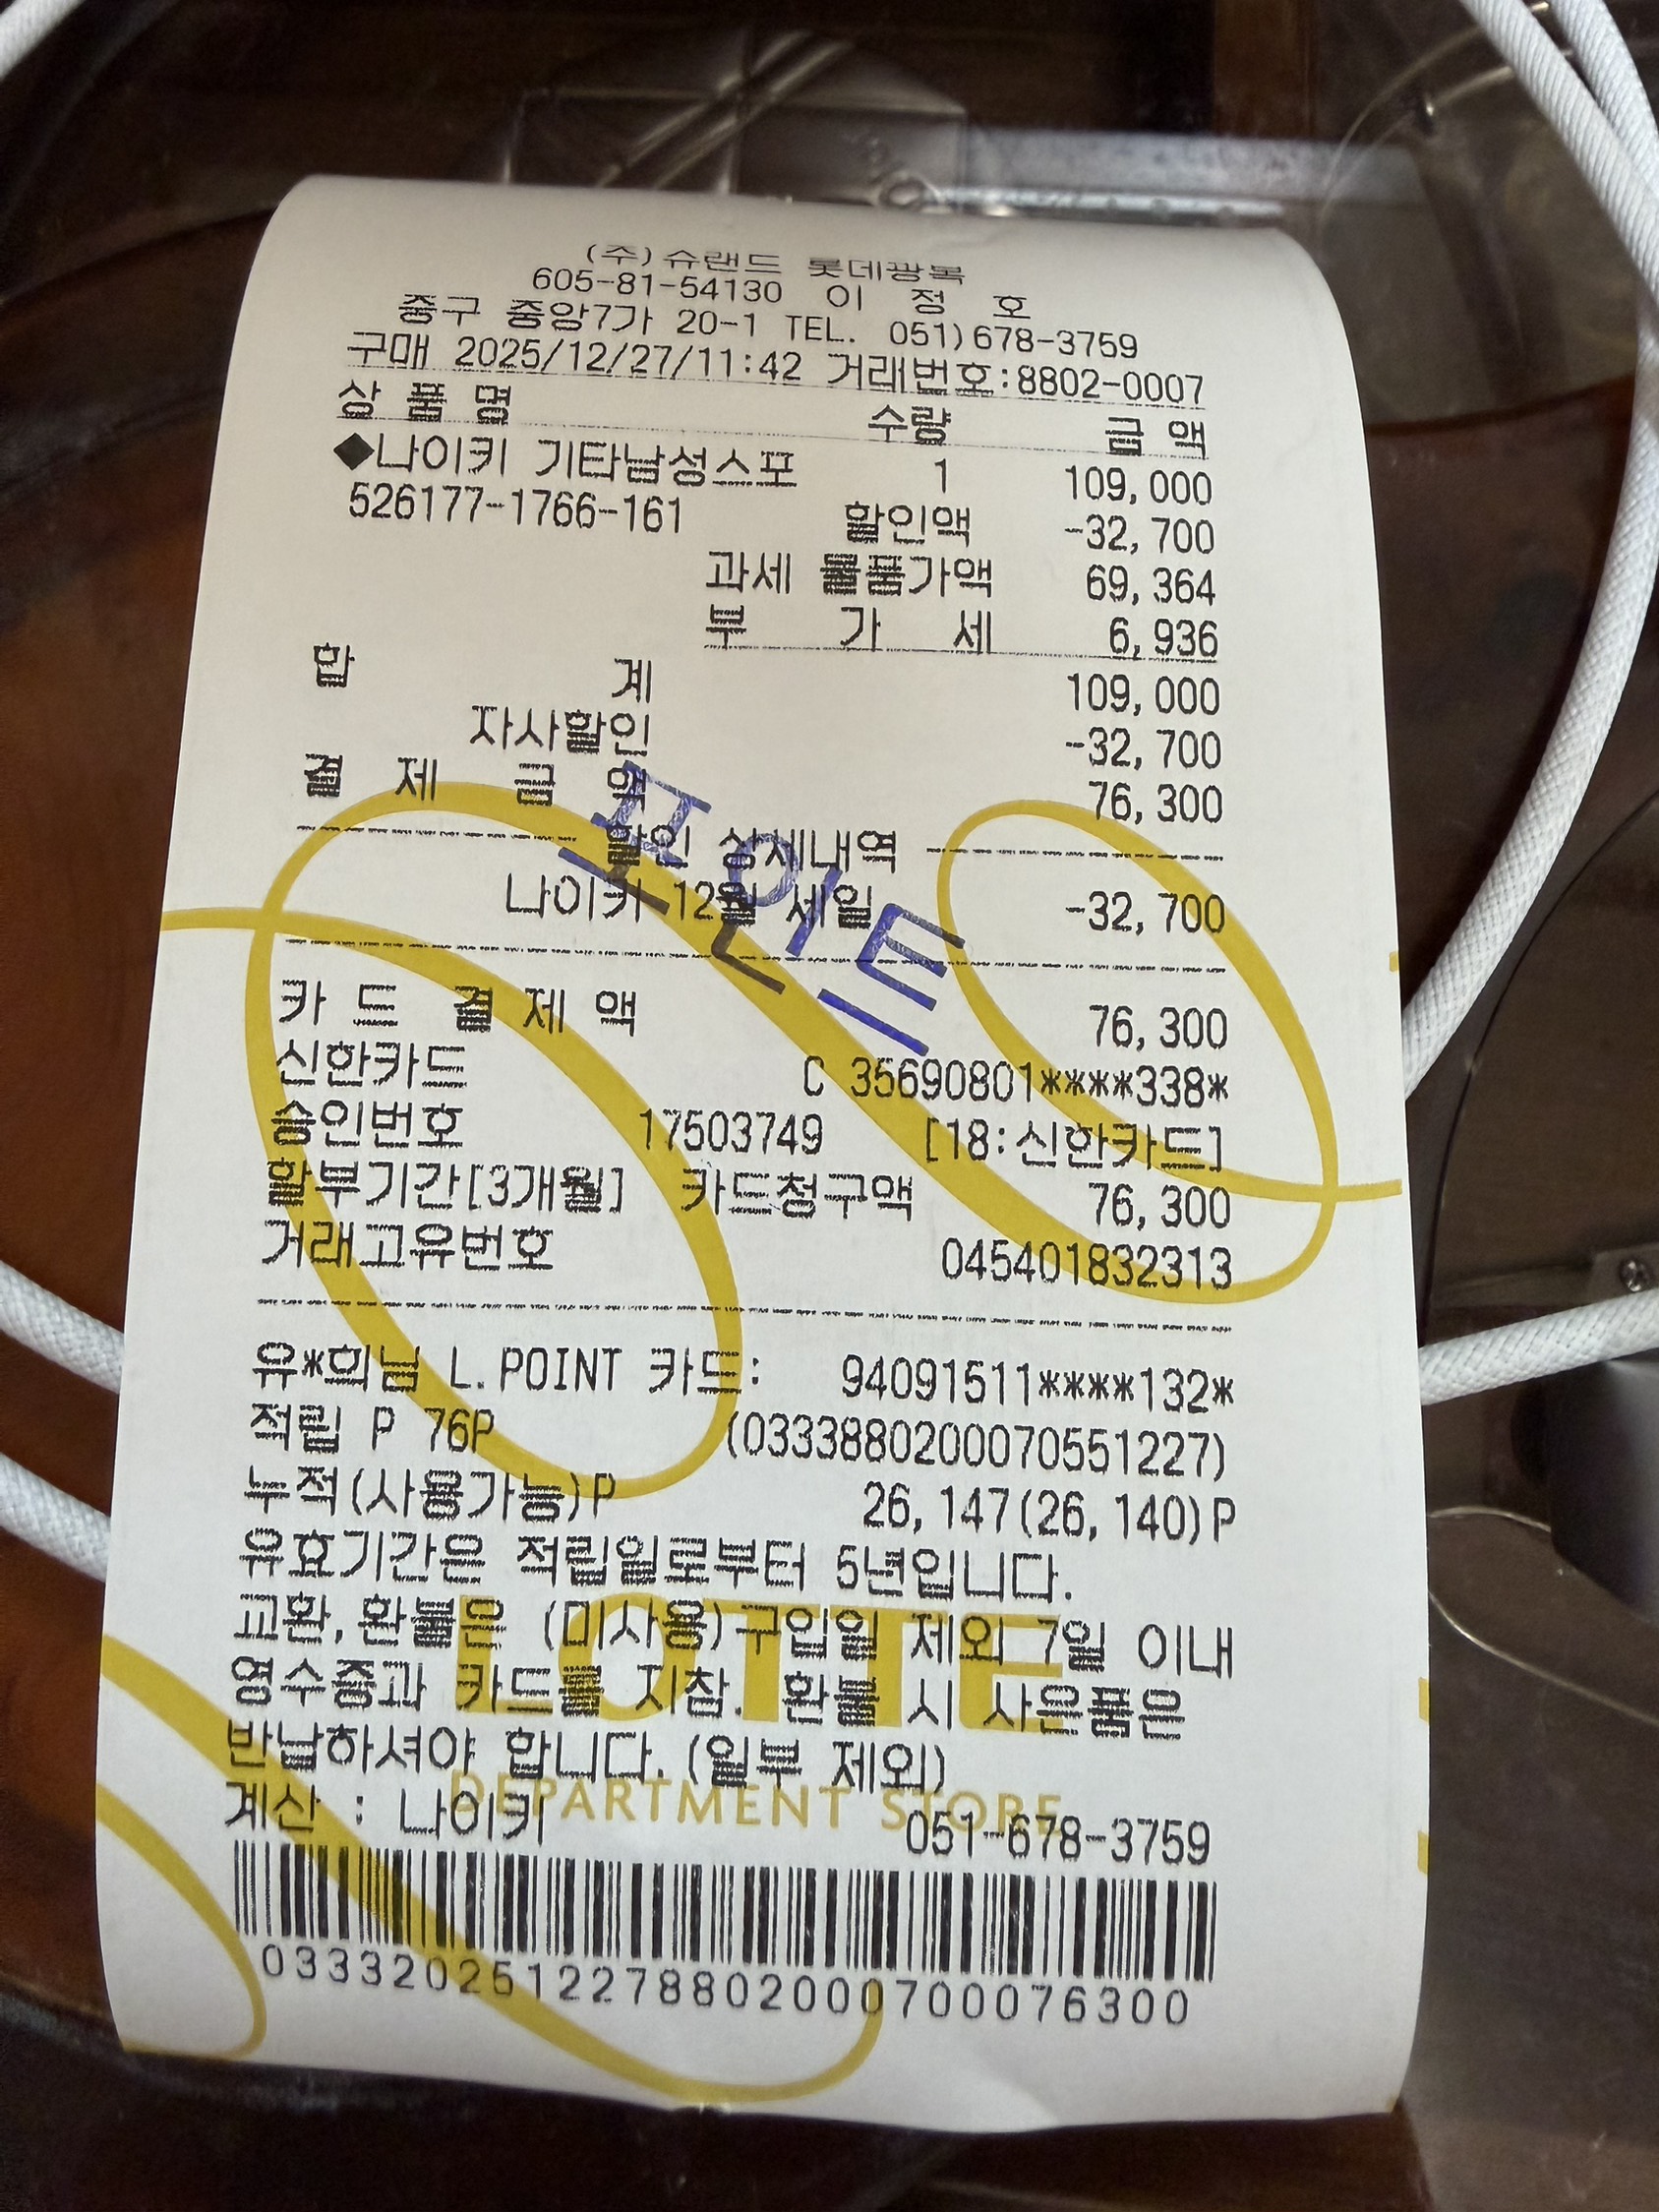 (주)슈랜드 롯데광복
605-81-54130 이 정 호
중구 중앙7가 20-1 TEL. 051)678-3759
구매 2025/12/27/11:42 거래번호:8802-0007
상 품 명 수량 금 액
◆나이키 기타남성스포 1 109,000
526177-1766-161 할인액 -32,700
과세 물품가액 69,364
부 가 세 6,936
합 계 109,000
자사할인 -32,700
결 제 금 액 76,300
할인 상세내역
나이키 12월 세일 -32,700
포인트
카 드 결 제 액 76,300
신한카드 C 35690801****338*
승인번호 17503749 [18:신한카드]
할부기간[3개월] 카드청구액 76,300
거래고유번호 045401832313
유*의님 L.POINT 카드: 94091511****132*
적립 P 76P (0333880200070551227)
누적(사용가능)P 26,147(26,140)P
유효기간은 적립일로부터 5년입니다.
교환,환불은 (미사용)구입일 제외 7일 이내
영수증과 카드를 지참. 환불 시 사은품은
반납하셔야 합니다.(일부 제외)
LOTTE
DEPARTMENT STORE
계산 : 나이키 051-678-3759
0333202512278802000700076300